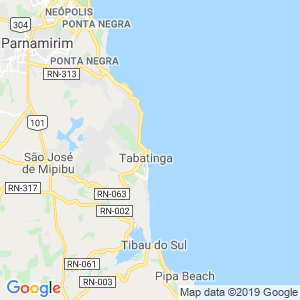 NEÓPOLIS
304
PONTA NEGRA
Parnamirim
PONTA NEGRA
RN-313
101
São José
de Mipibu
Tabatinga
RN-317
RN-063
RN-002
Tibau do Sul
RN-061
Pipa Beach
RN-003
Google
Map data ©2019 Google